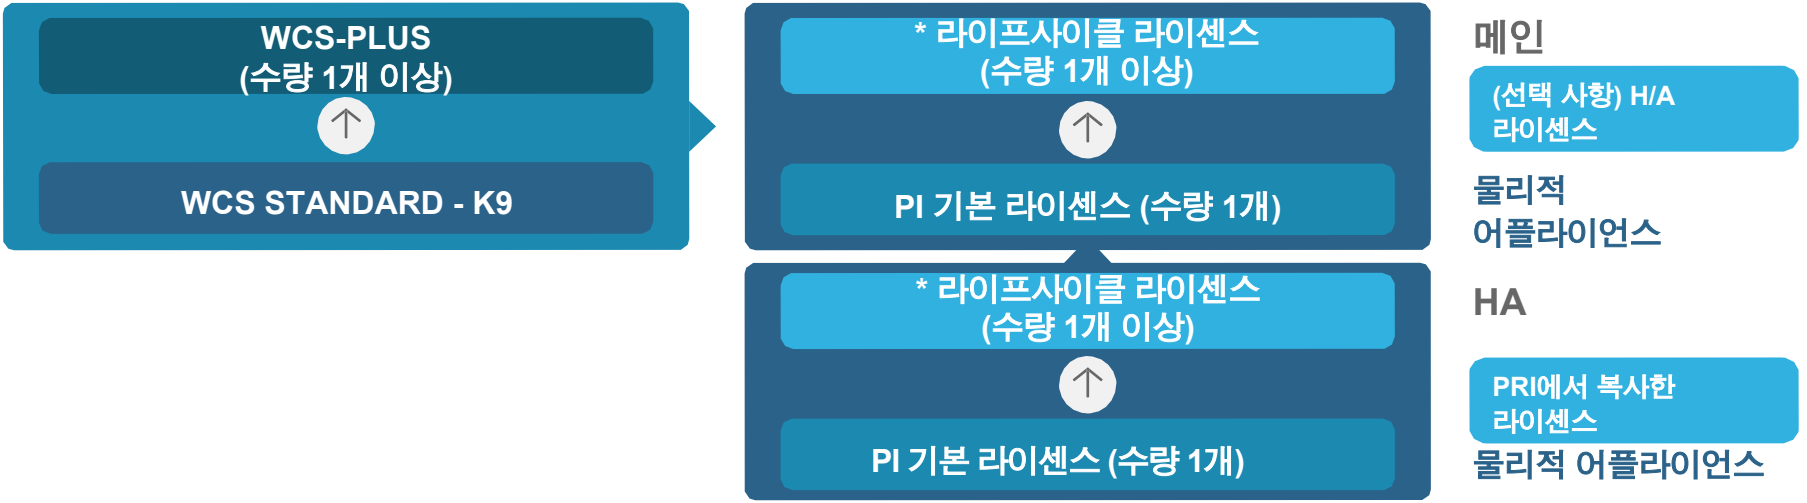 WCS-PLUS
(수량 1개 이상)
WCS STANDARD - K9
* 라이프사이클 라이센스
(수량 1개 이상)
PI 기본 라이센스 (수량 1개)
메인
(선택 사항) H/A
라이센스
물리적
어플라이언스
* 라이프사이클 라이센스
(수량 1개 이상)
PI 기본 라이센스 (수량 1개)
HA
PRI에서 복사한
라이센스
물리적 어플라이언스